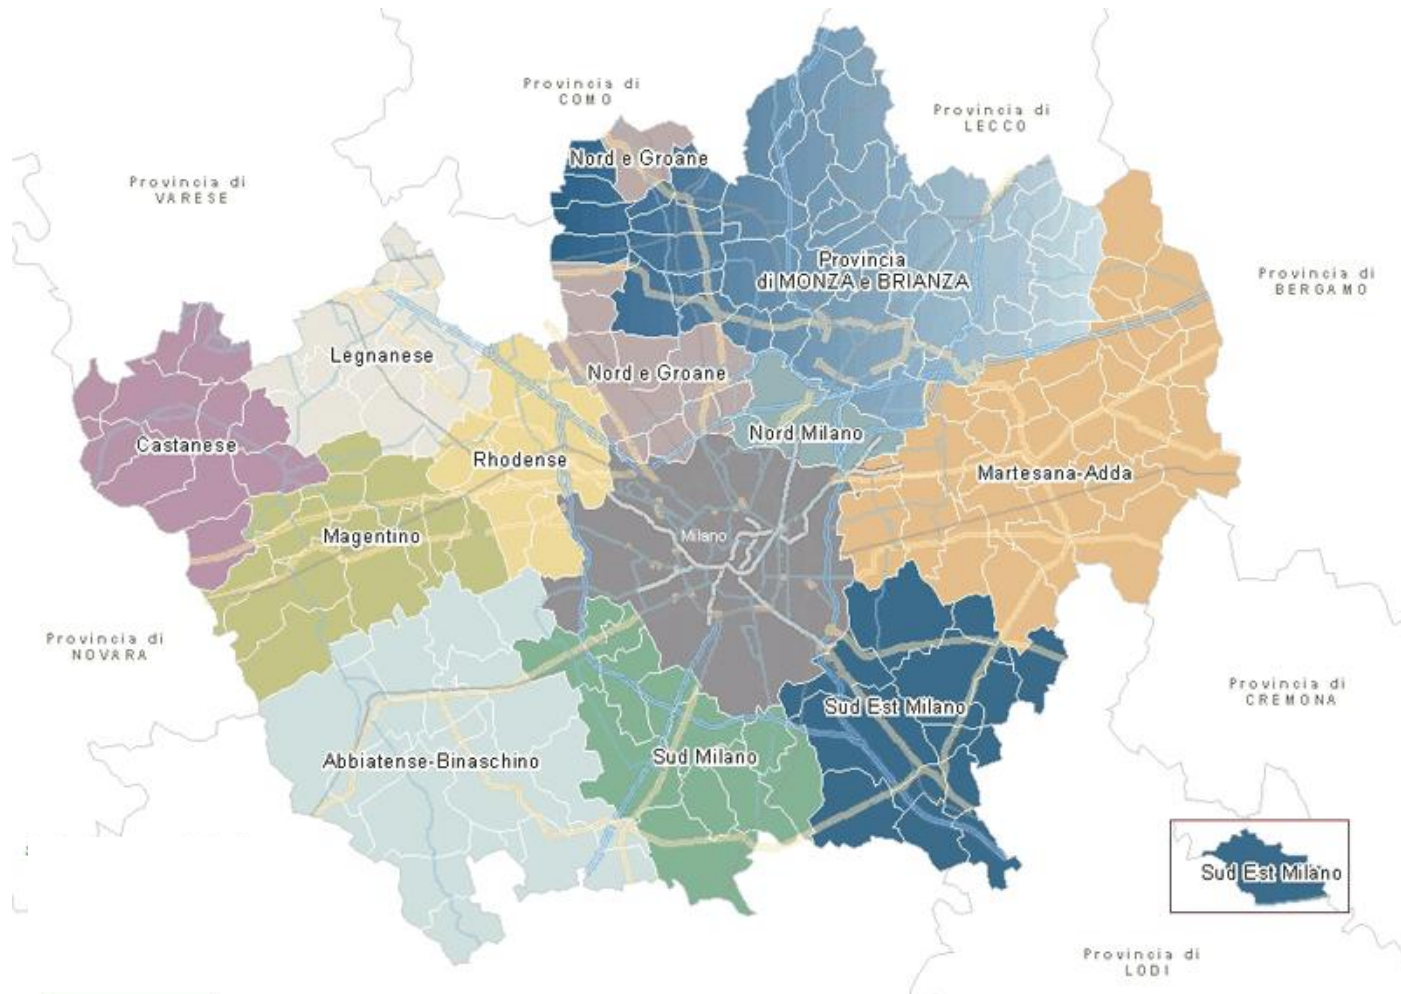 Provincia di
COMO
Provincia di
LECCO
Nord e Groane
Provincia di
VARESE
Provincia
di MONZA e BRIANZA
Provincia di
BERGAMO
Legnanese
Nord e Groane
Castanese
Rhodense
Nord Milano
Martesana-Adda
Magentino
Milano
Provincia di
NOVARA
Provincia di
CREMONA
Sud Est Milano
Abbiatense-Binaschino
Sud Milano
Sud Est Milano
Provincia di
LODI